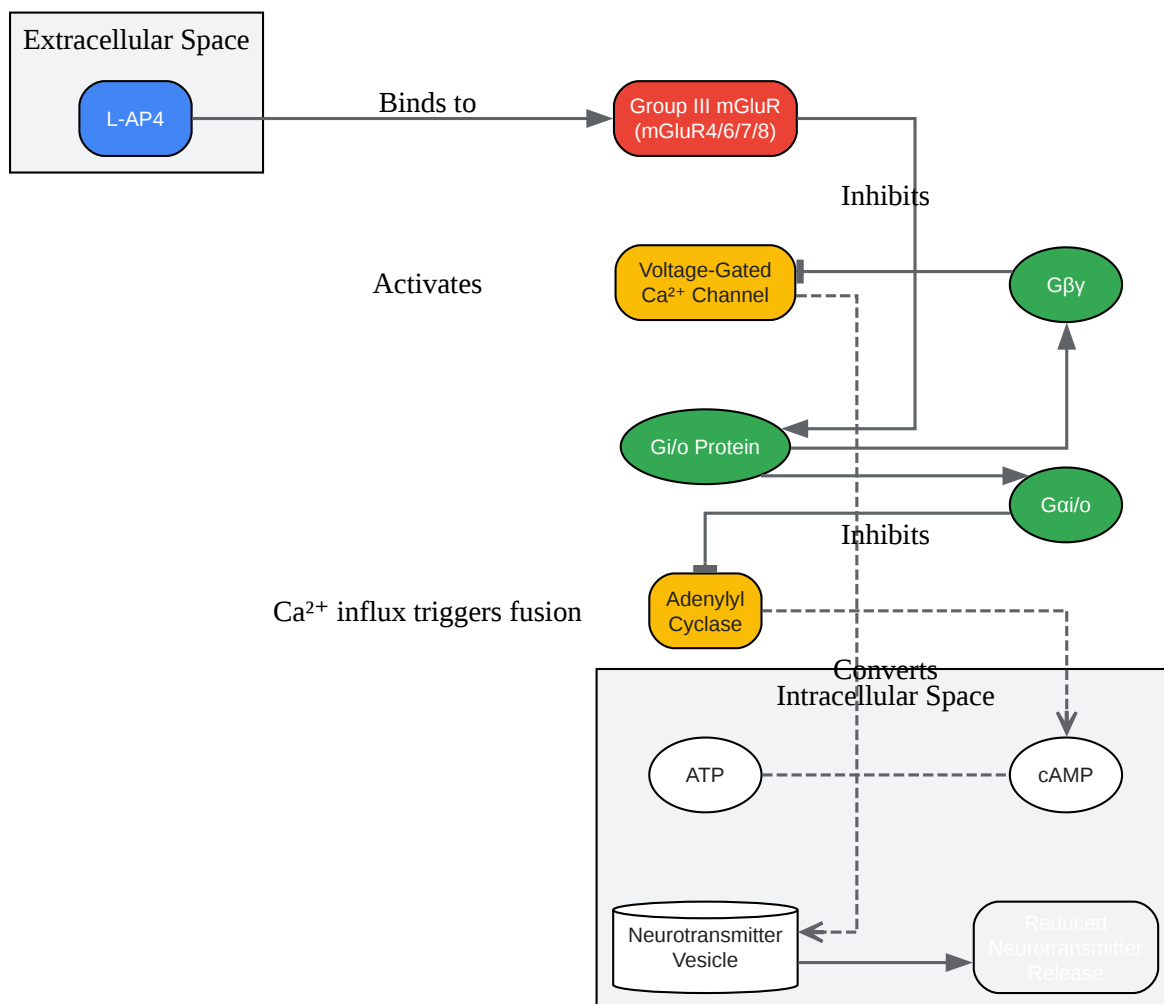 Extracellular Space
L-AP4
Binds to
Group III mGluR
(mGluR4/6/7/8)
Inhibits
Activates
Voltage-Gated
Ca²⁺ Channel
Gβγ
Gi/o Protein
Gαi/o
Inhibits
Ca²⁺ influx triggers fusion
Adenylyl
Cyclase
Converts
Intracellular Space
ATP
cAMP
Neurotransmitter
Vesicle
Reduced
Neurotransmitter
Release